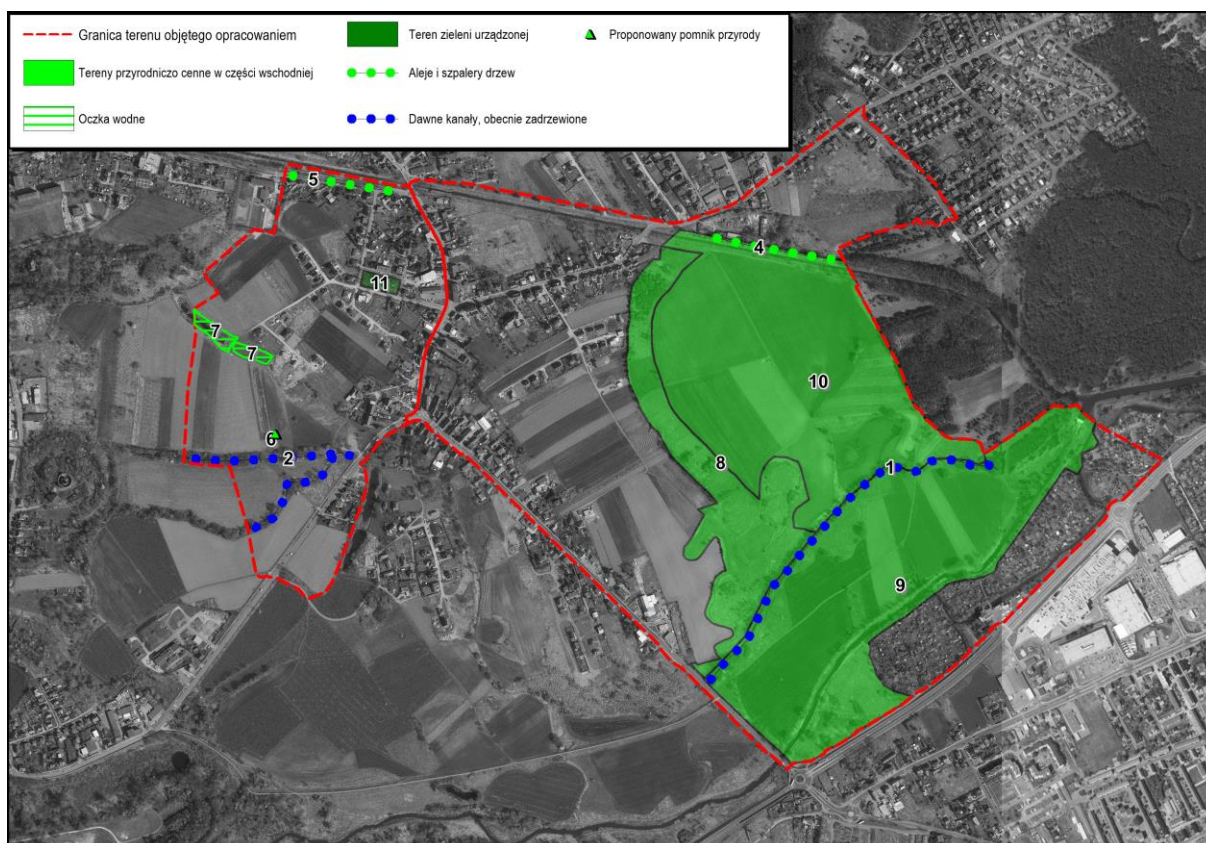 Granica terenu objętego opracowaniem
Teren zieleni urządzonej
Proponowany pomnik przyrody
Tereny przyrodniczo cenne w części wschodniej
Aleje i szpalery drzew
Oczka wodne
Dawne kanały, obecnie zadrzewione
5
4
11
7
7
10
6
2
8
1
9